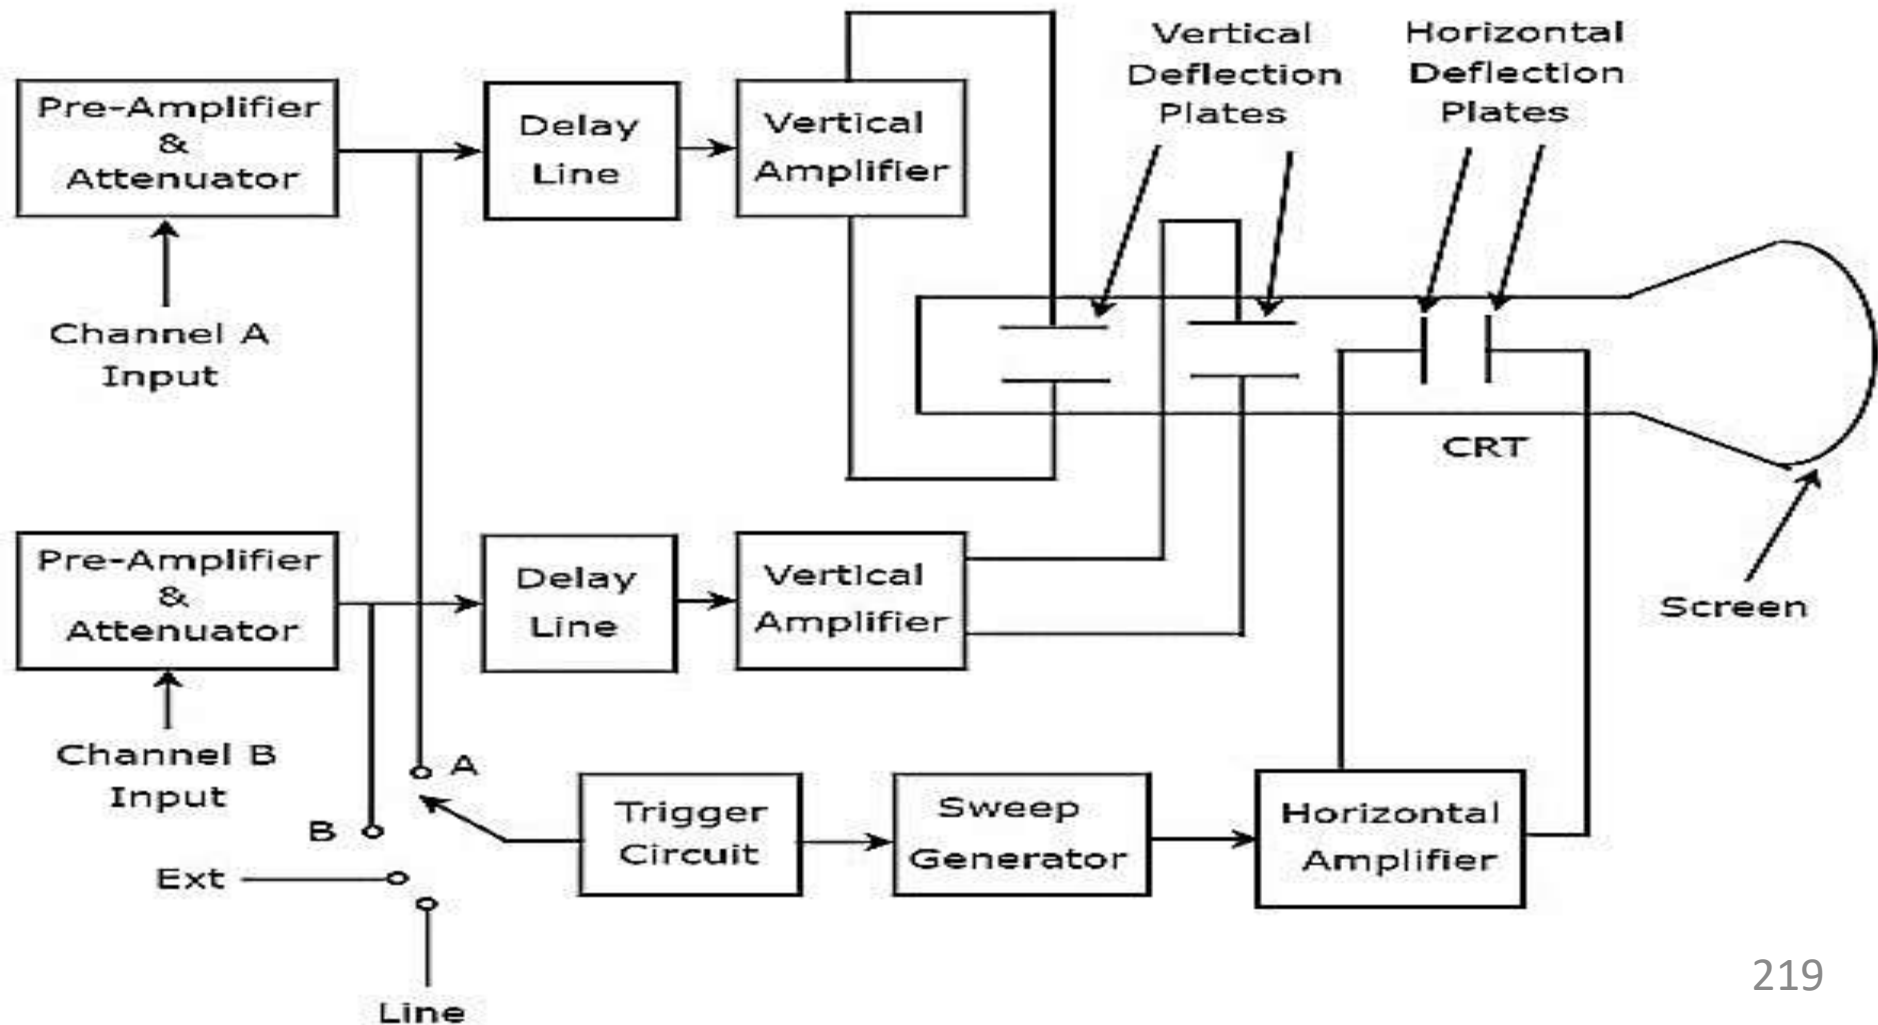 Pre-Amplifier
&
Attenuator
Delay
Line
Vertical
Amplifier
Vertical
Deflection
Plates
Horizontal
Deflection
Plates
Channel A
Input
CRT
Screen
Pre-Amplifier
&
Attenuator
Delay
Line
Vertical
Amplifier
Channel B
Input
A
B
Ext
Line
Trigger
Circuit
Sweep
Generator
Horizontal
Amplifier
219